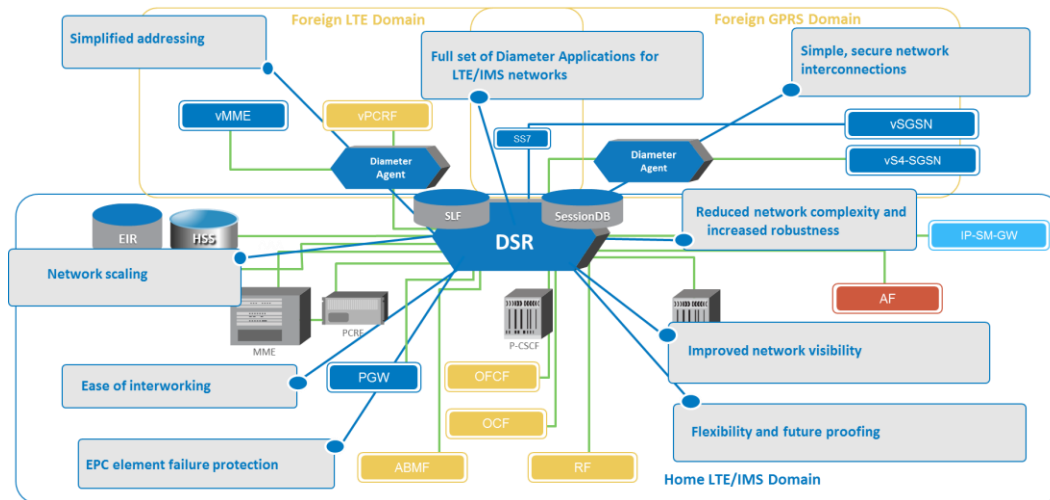 Foreign LTE Domain
Foreign GPRS Domain
Simplified addressing
Full set of Diameter Applications for
LTE/IMS networks
Simple, secure network
interconnections
vMME
vPCRF
SS7
vSGSN
Diameter
Agent
Diameter
Agent
vS4-SGSN
SLF
SessionDB
EIR
HSS
DSR
Reduced network complexity and
increased robustness
IP-SM-GW
Network scaling
AF
MME
PCRF
P-CSCF
Improved network visibility
Ease of interworking
PGW
OFCF
OCF
Flexibility and future proofing
EPC element failure protection
ABMF
RF
Home LTE/IMS Domain